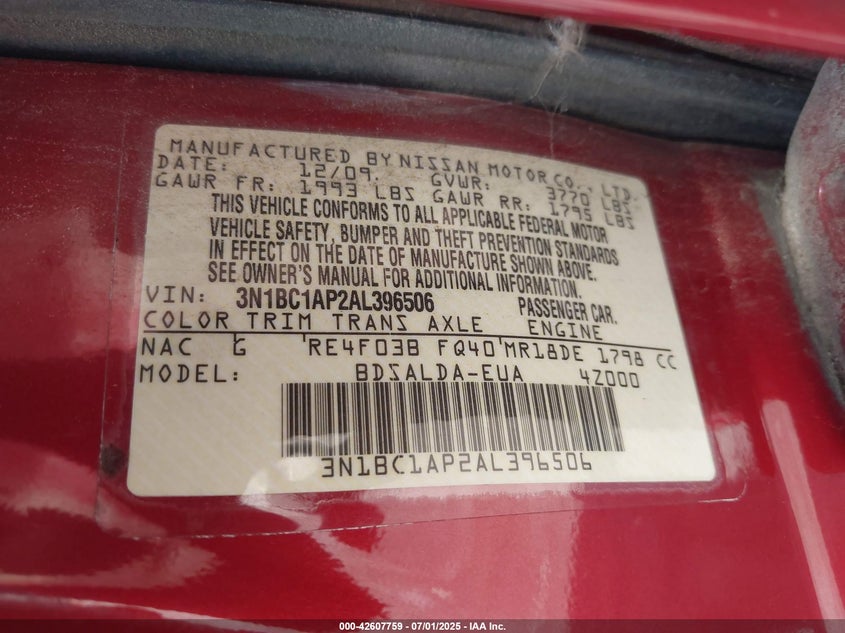 MANUFACTURED BY NISSAN MOTOR CO., LTD.
DATE: 12/09. GVWR: 3770 LBS
GAWR FR: 1993 LBS GAWR RR: 1795 LBS
THIS VEHICLE CONFORMS TO ALL APPLICABLE FEDERAL MOTOR
VEHICLE SAFETY, BUMPER AND THEFT PREVENTION STANDARDS
IN EFFECT ON THE DATE OF MANUFACTURE SHOWN ABOVE.
SEE OWNER'S MANUAL FOR ADDITIONAL INFORMATION.
VIN: 3N1BC1AP2AL396506 PASSENGER CAR.
COLOR TRIM TRANS AXLE ENGINE
NAC G RE4F03B FQ40 MR18DE 1798 CC
MODEL: BDSALDA-EUA 4Z000
3N1BC1AP2AL396506
000-42607759 - 07/01/2025 - IAA Inc.